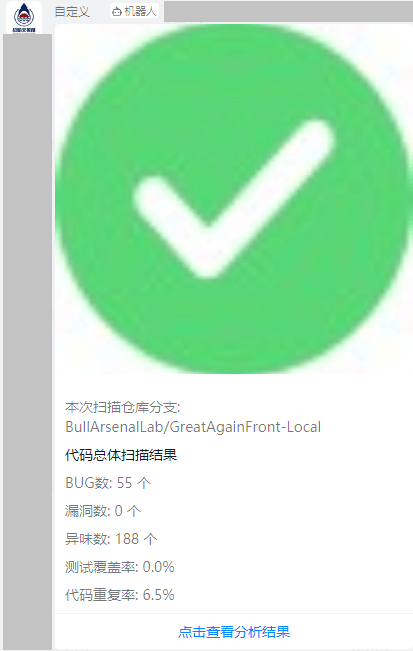 自定义 机器人
本次扫描仓库分支:
BullArsenalLab/GreatAgainFront-Local
代码总体扫描结果
BUG数: 55 个
漏洞数: 0 个
异味数: 188 个
测试覆盖率: 0.0%
代码重复率: 6.5%
点击查看分析结果